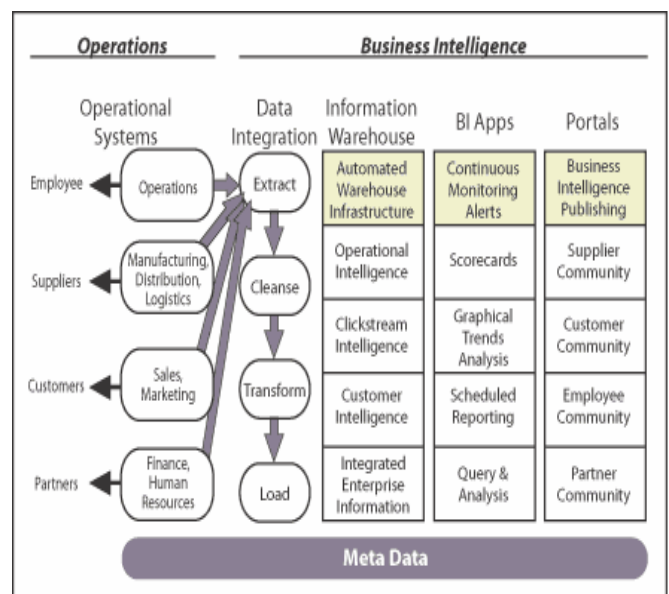 Operations
Business Intelligence
Operational
Systems
Data
Integration
Information
Warehouse
BI Apps
Portals
Employee
Operations
Suppliers
Manufacturing,
Distribution,
Logistics
Customers
Sales,
Marketing
Partners
Finance,
Human
Resources
Extract
Cleanse
Transform
Load
Automated
Warehouse
Infrastructure
Operational
Intelligence
Clickstream
Intelligence
Customer
Intelligence
Integrated
Enterprise
Information
Continuous
Monitoring
Alerts
Scorecards
Graphical
Trends
Analysis
Scheduled
Reporting
Query &
Analysis
Business
Intelligence
Publishing
Supplier
Community
Customer
Community
Employee
Community
Partner
Community
Meta Data